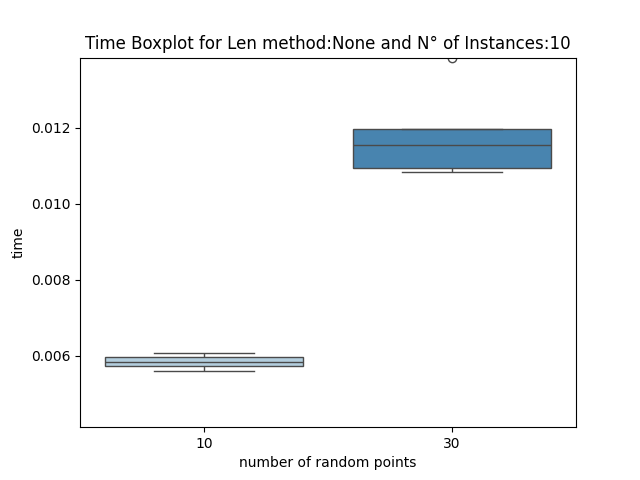 Time Boxplot for Len method:None and N° of Instances:10
0.012
0.010
0.008
0.006
time
10
30
number of random points